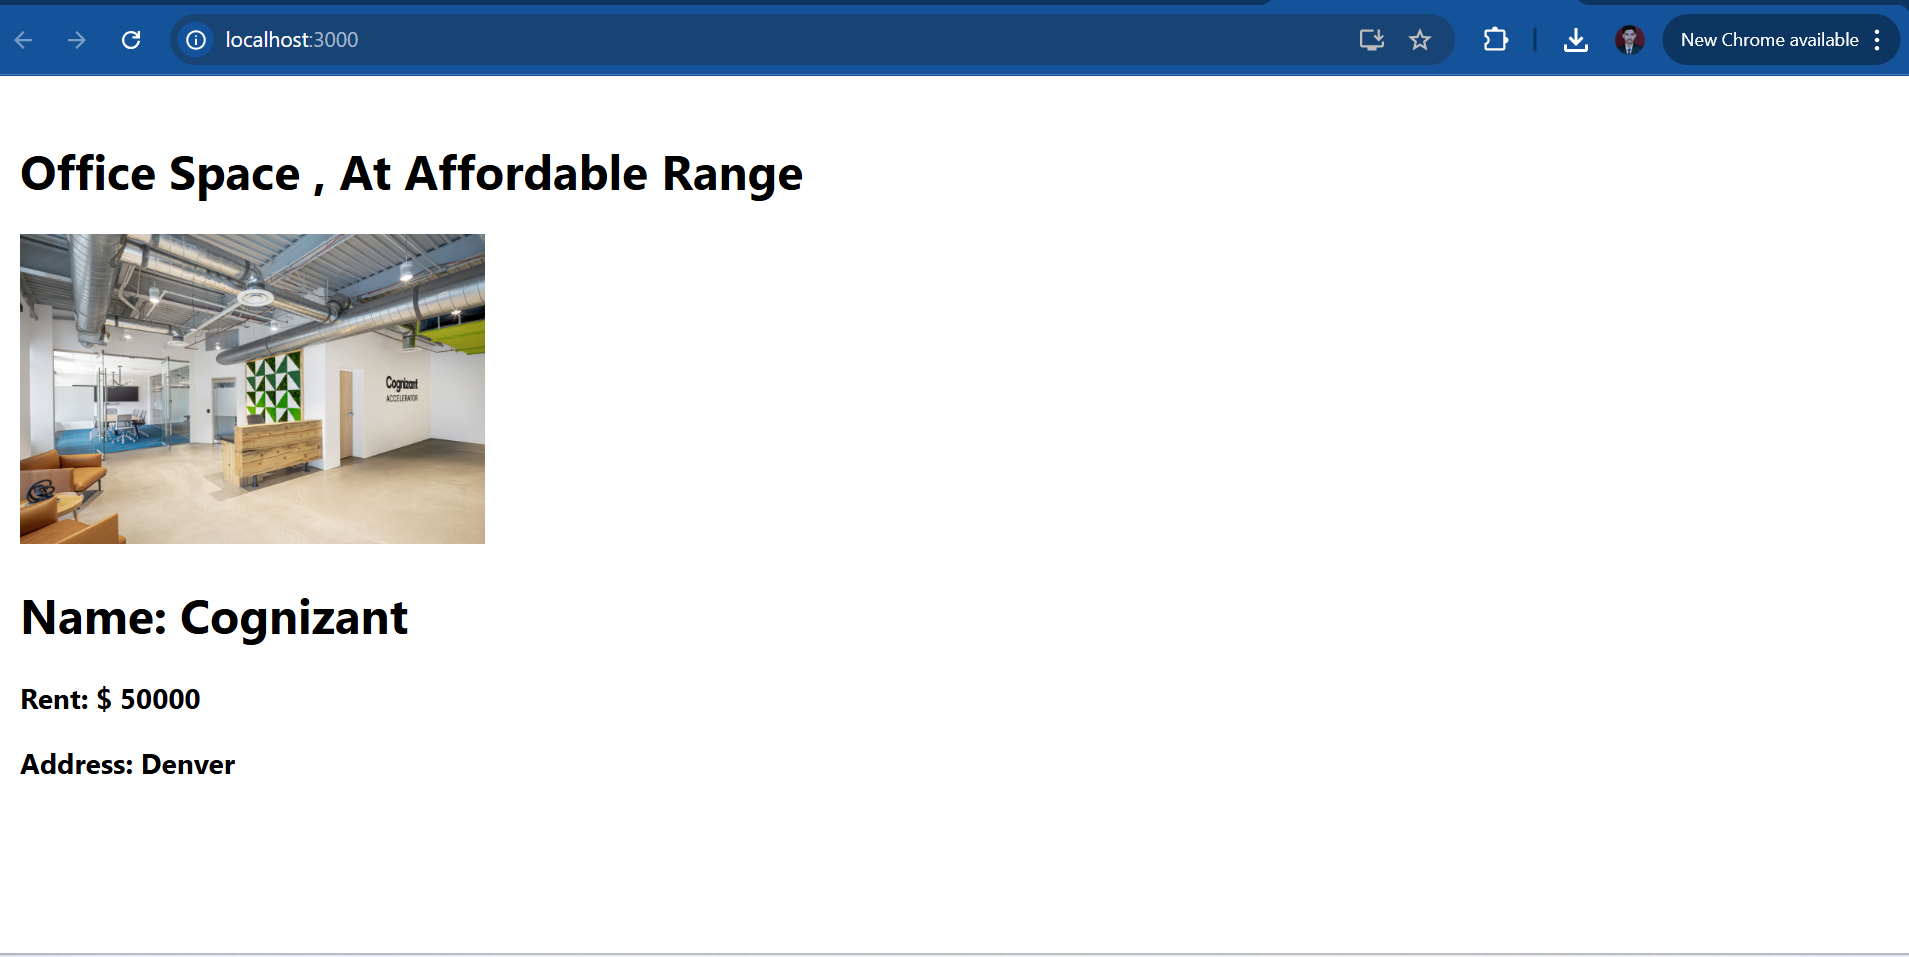 localhost:3000
New Chrome available
Office Space , At Affordable Range
Cognizant
ACCELERATOR
Name: Cognizant
Rent: $ 50000
Address: Denver